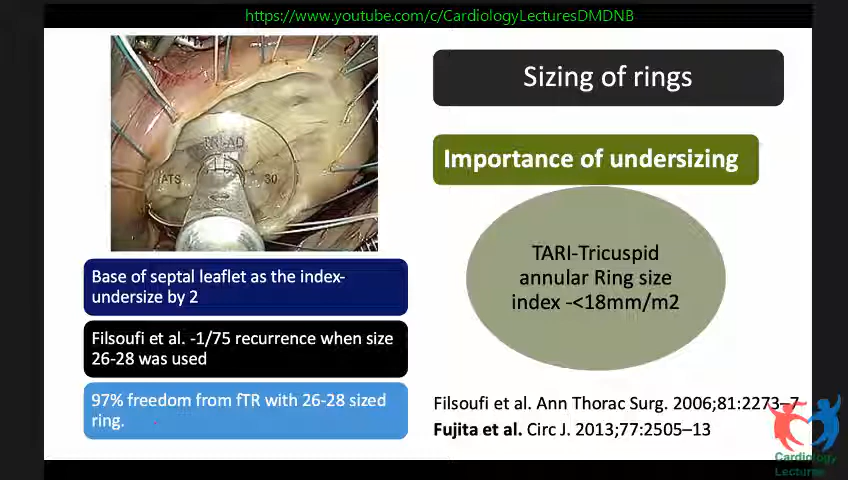 https://www.youtube.com/c/CardiologyLecturesDMDNB
Sizing of rings
TRI-AD
ATS
30
Importance of undersizing
TARI-Tricuspid
annular Ring size
index -<18mm/m2
Base of septal leaflet as the index-
undersize by 2
Filsoufi et al. -1/75 recurrence when size
26-28 was used
97% freedom from fTR with 26-28 sized
ring.
Filsoufi et al. Ann Thorac Surg. 2006;81:2273–7
Fujita et al. Circ J. 2013;77:2505–13
Cardiology
Lectures